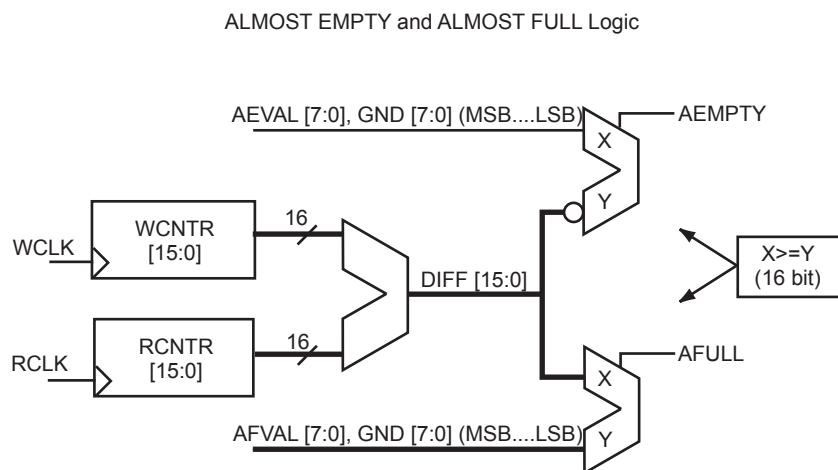 ALMOST EMPTY and ALMOST FULL Logic
AEVAL [7:0], GND [7:0] (MSB....LSB)
X
AEMPTY
Y
WCLK
WCNTR
[15:0]
16
DIFF [15:0]
X>=Y
(16 bit)
RCLK
RCNTR
[15:0]
16
X
AFULL
AFVAL [7:0], GND [7:0] (MSB....LSB)
Y